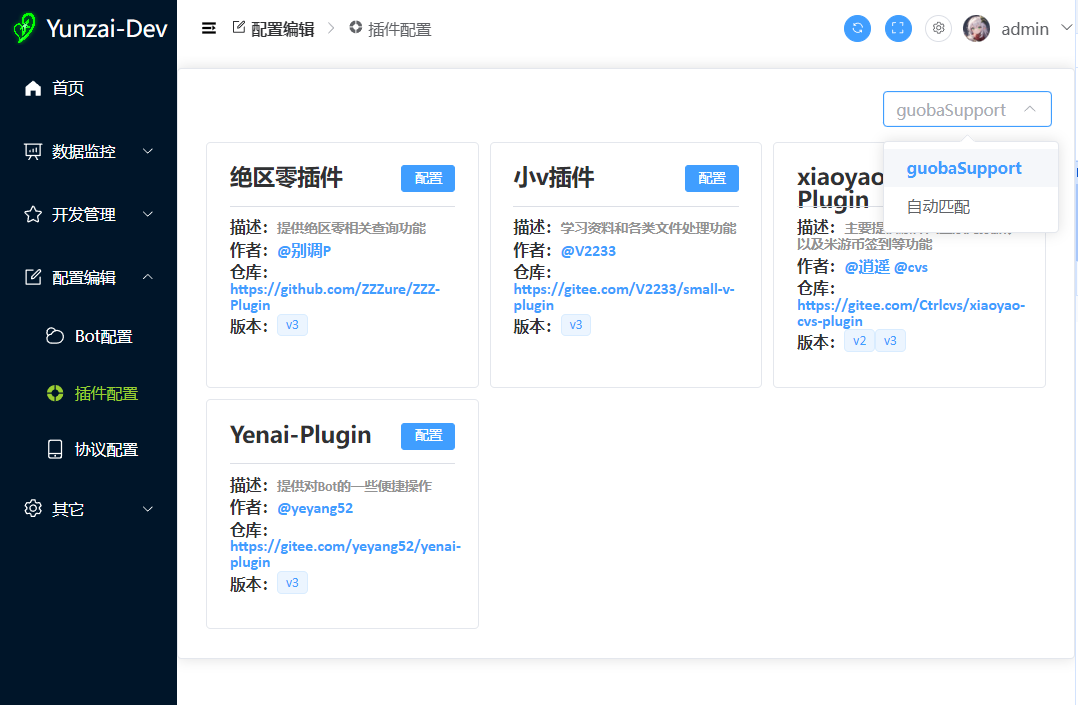 Yunzai-Dev
首页
数据监控
开发管理
配置编辑
Bot配置
插件配置
协议配置
其它
配置编辑
插件配置
admin
guobaSupport
guobaSupport
自动匹配
绝区零插件
配置
描述：提供绝区零相关查询功能
作者：@别调P
仓库：
https://github.com/ZZZure/ZZZ-
Plugin
版本：v3
小v插件
配置
描述：学习资料和各类文件处理功能
作者：@V2233
仓库：
https://gitee.com/V2233/small-v-
plugin
版本：v3
xiaoyao
Plugin
描述：主要提
以及米游币签到等功能
作者：@逍遥 @cvs
仓库：
https://gitee.com/Ctrlcvs/xiaoyao-
cvs-plugin
版本：v2 v3
Yenai-Plugin
配置
描述：提供对Bot的一些便捷操作
作者：@yeyang52
仓库：
https://gitee.com/yeyang52/yenai-
plugin
版本：v3